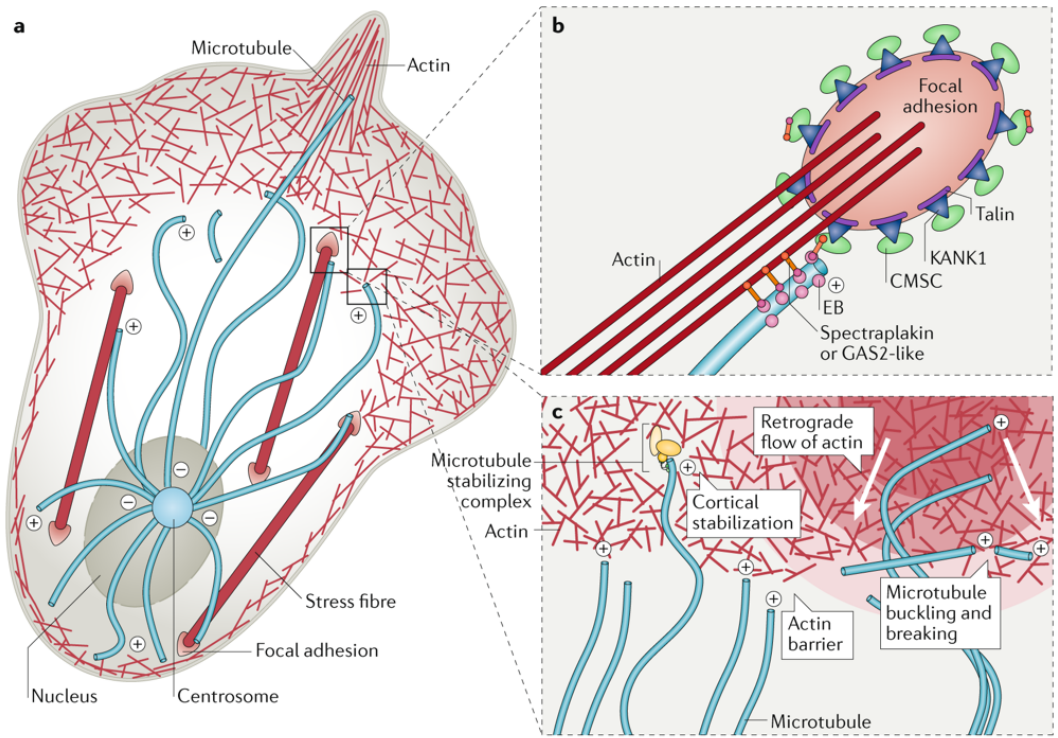 a
Microtubule
Actin
+
+
+
+
+
−
−
−
Stress fibre
Focal adhesion
Nucleus
Centrosome
b
Focal
adhesion
Talin
KANK1
CMSC
Actin
+
EB
Spectraplakin
or GAS2-like
c
Retrograde
flow of actin
+
Microtubule
stabilizing
complex
+
Cortical
stabilization
Actin
+
+
+
+
+
Actin
barrier
Microtubule
buckling and
breaking
Microtubule